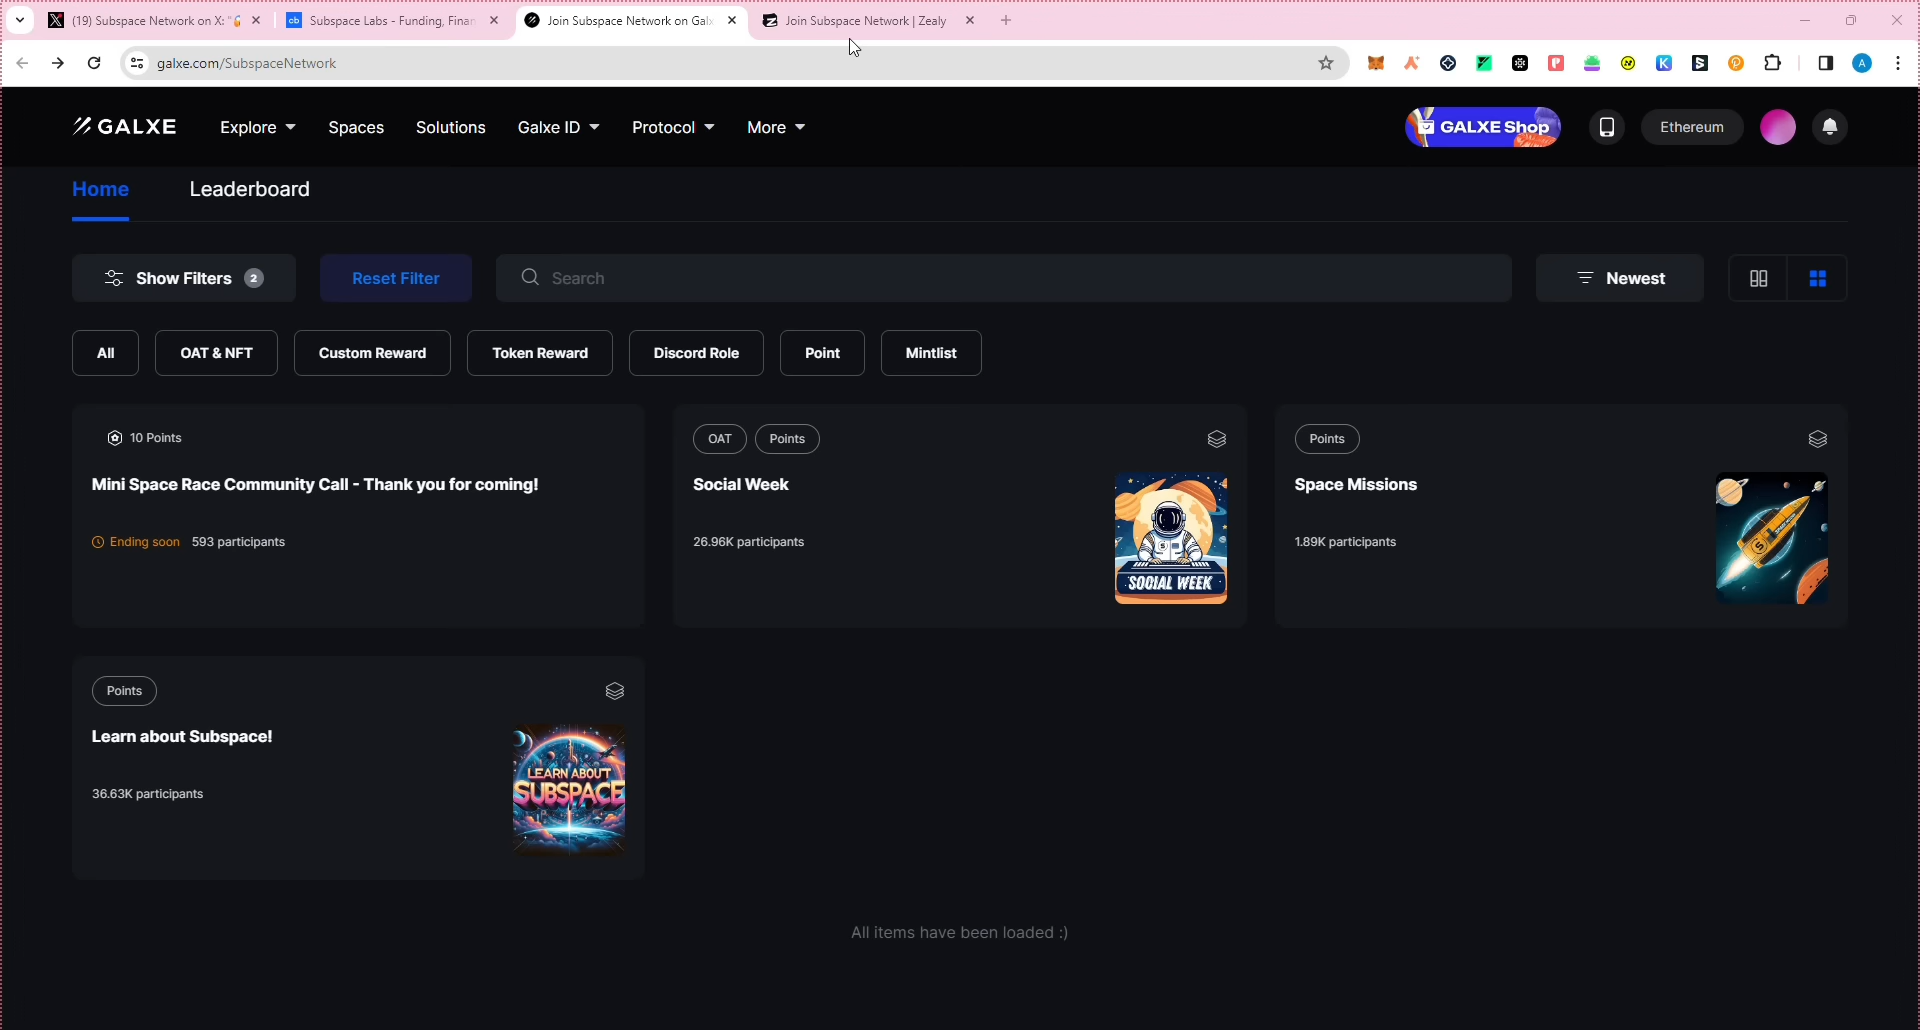 (19) Subspace Network on X: "
Subspace Labs - Funding, Finan
Join Subspace Network on Galx
Join Subspace Network | Zealy
galxe.com/SubspaceNetwork
GALXE
Explore
Spaces
Solutions
Galxe ID
Protocol
More
GALXE Shop
Ethereum
Home
Leaderboard
Show Filters 2
Reset Filter
Search
Newest
All
OAT & NFT
Custom Reward
Token Reward
Discord Role
Point
Mintlist
10 Points
Mini Space Race Community Call - Thank you for coming!
Ending soon 593 participants
OAT
Points
Social Week
26.96K participants
SOCIAL WEEK
Points
Space Missions
1.89K participants
Points
Learn about Subspace!
36.63K participants
LEARN ABOUT
SUBSPACE
All items have been loaded :)